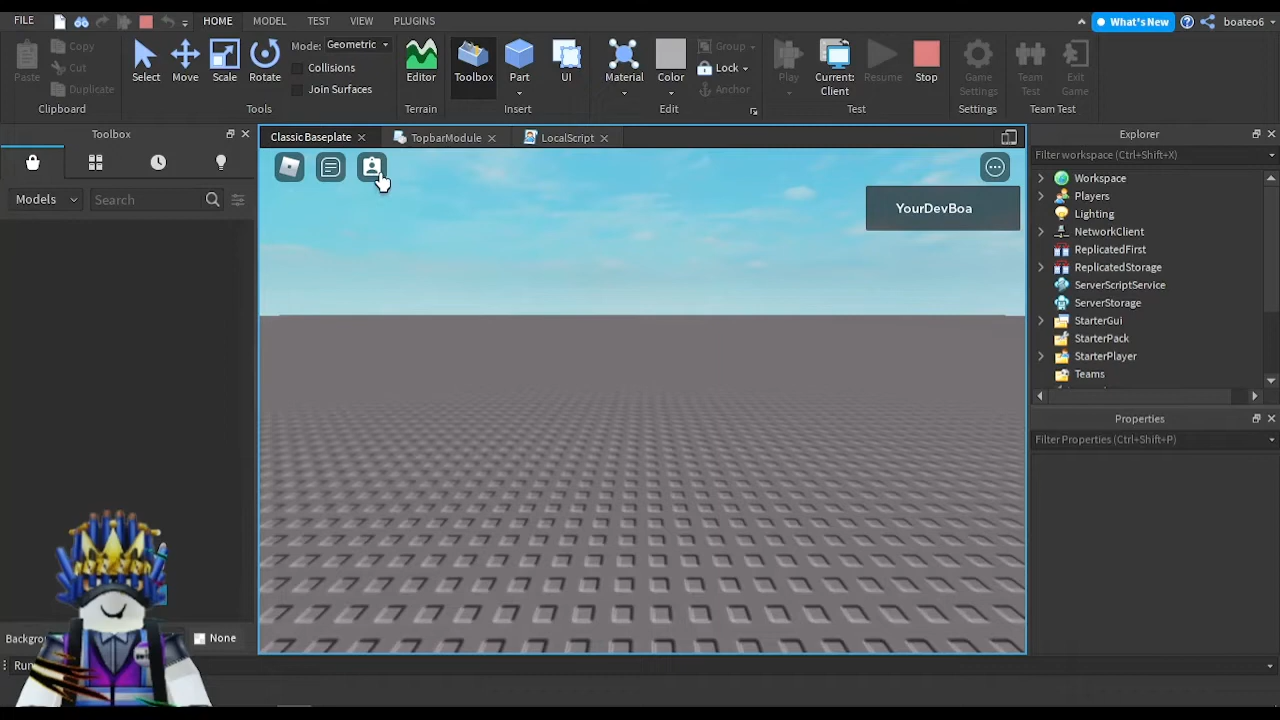 FILE HOME MODEL TEST VIEW PLUGINS What's New boateo6
Paste Copy Cut Duplicate Clipboard
Select Move Scale Rotate Mode: Geometric Collisions Join Surfaces Tools
Editor Terrain
Toolbox Part UI Insert
Material Color Group Lock Anchor Edit
Play Current: Client Resume Stop Test
Game Settings Settings
Team Test Exit Game Team Test
Toolbox
ClassicBaseplate TopbarModule LocalScript
Explorer
Filter workspace (Ctrl+Shift+X)
Models Search
YourDevBoa
Workspace
Players
Lighting
NetworkClient
ReplicatedFirst
ReplicatedStorage
ServerScriptService
ServerStorage
StarterGui
StarterPack
StarterPlayer
Teams
Properties
Filter Properties (Ctrl+Shift+P)
None